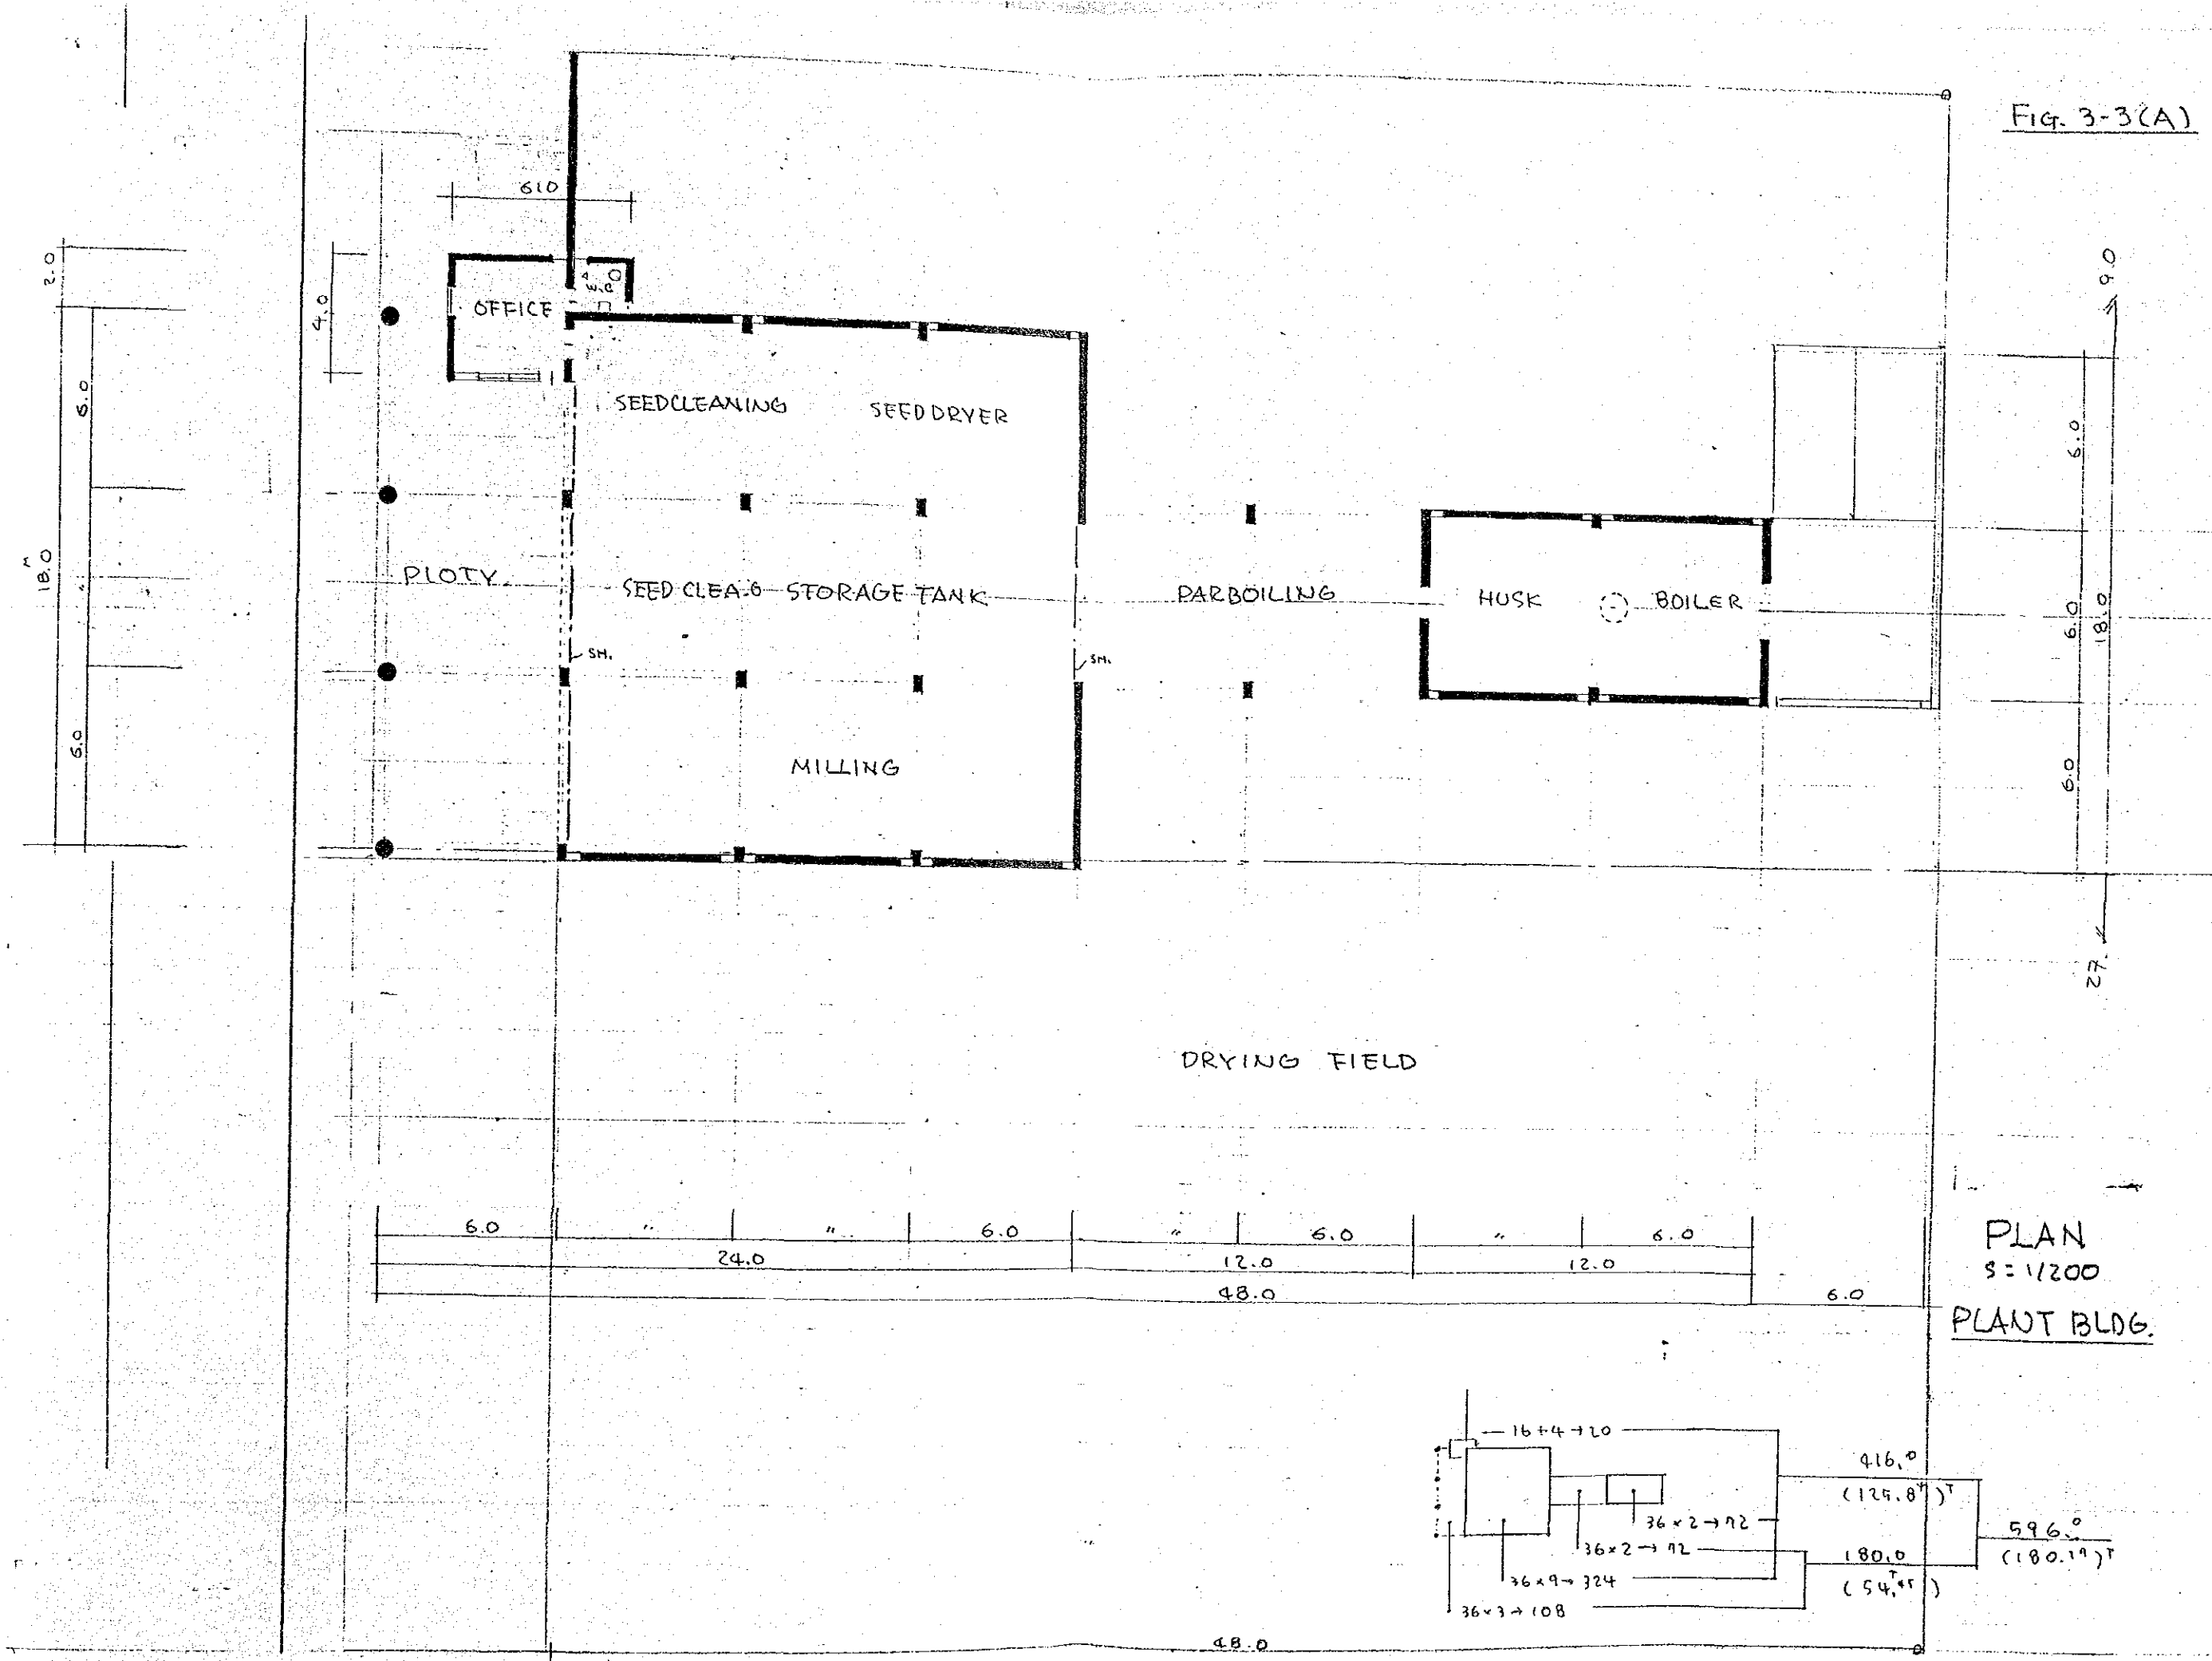 FIG. 3-3(A)
610
2.0
4.0
OFFICE
W.C
9.0
6.0
SEEDCLEANING
SEEDDRYER
6.0
18.0 M
PLOTY.
SEED CLEA.G STORAGE TANK
PARBOILING
HUSK
BOILER
6.0
18.0
SH.
SH.
6.0
MILLING
6.0
27.
DRYING FIELD
6.0 " " 6.0 " 6.0 " 6.0
24.0 12.0 12.0
48.0 6.0
PLAN
S=1/200
PLANT BLDG.
16+4→20
416.0
36×2→72
596.0
36×2→72
180.0
36×9→324
36×3→108
48.0